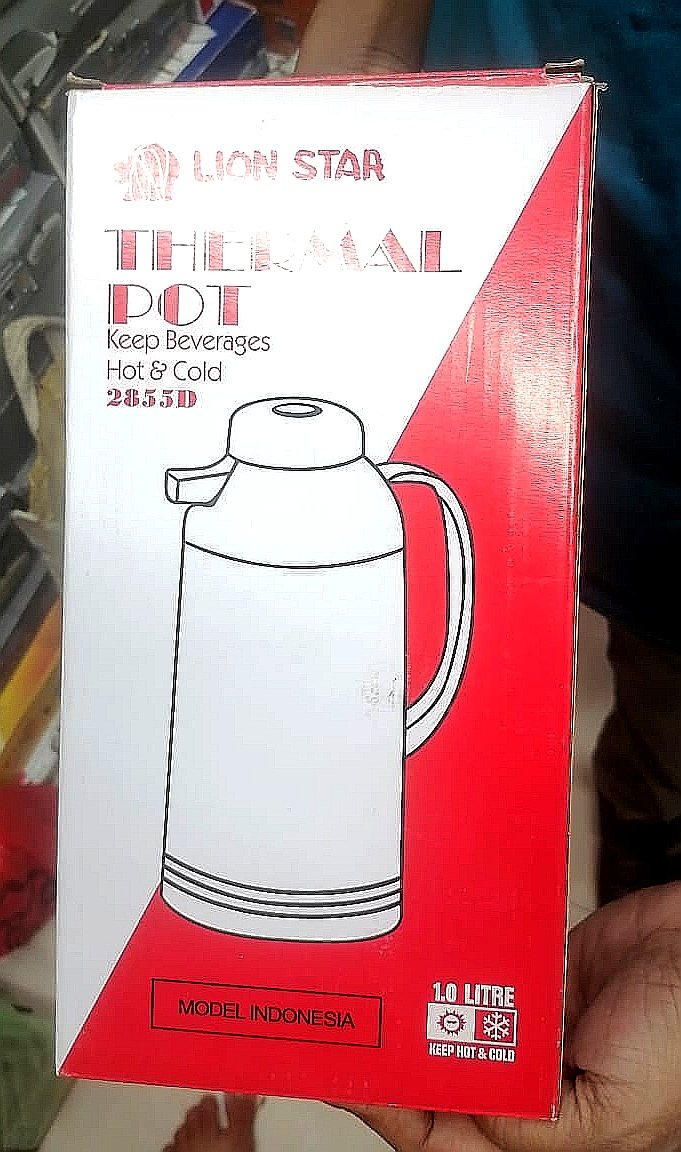 LION STAR
THERMAL
POT
Keep Beverages
Hot & Cold
2855D
MODEL INDONESIA
1.0 LITRE
KEEP HOT & COLD